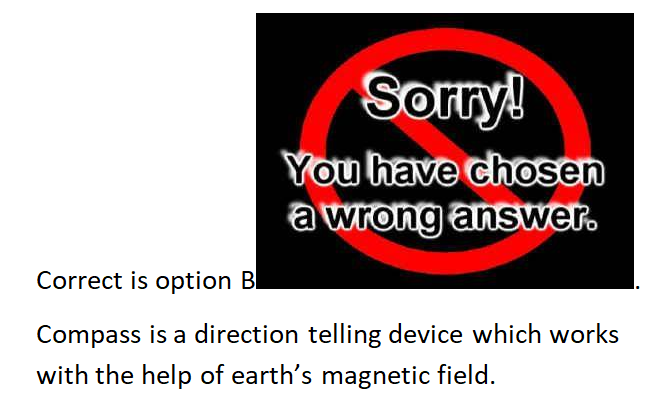 Sorry!
You have chosen
a wrong answer.
Correct is option B.
Compass is a direction telling device which works
with the help of earth’s magnetic field.